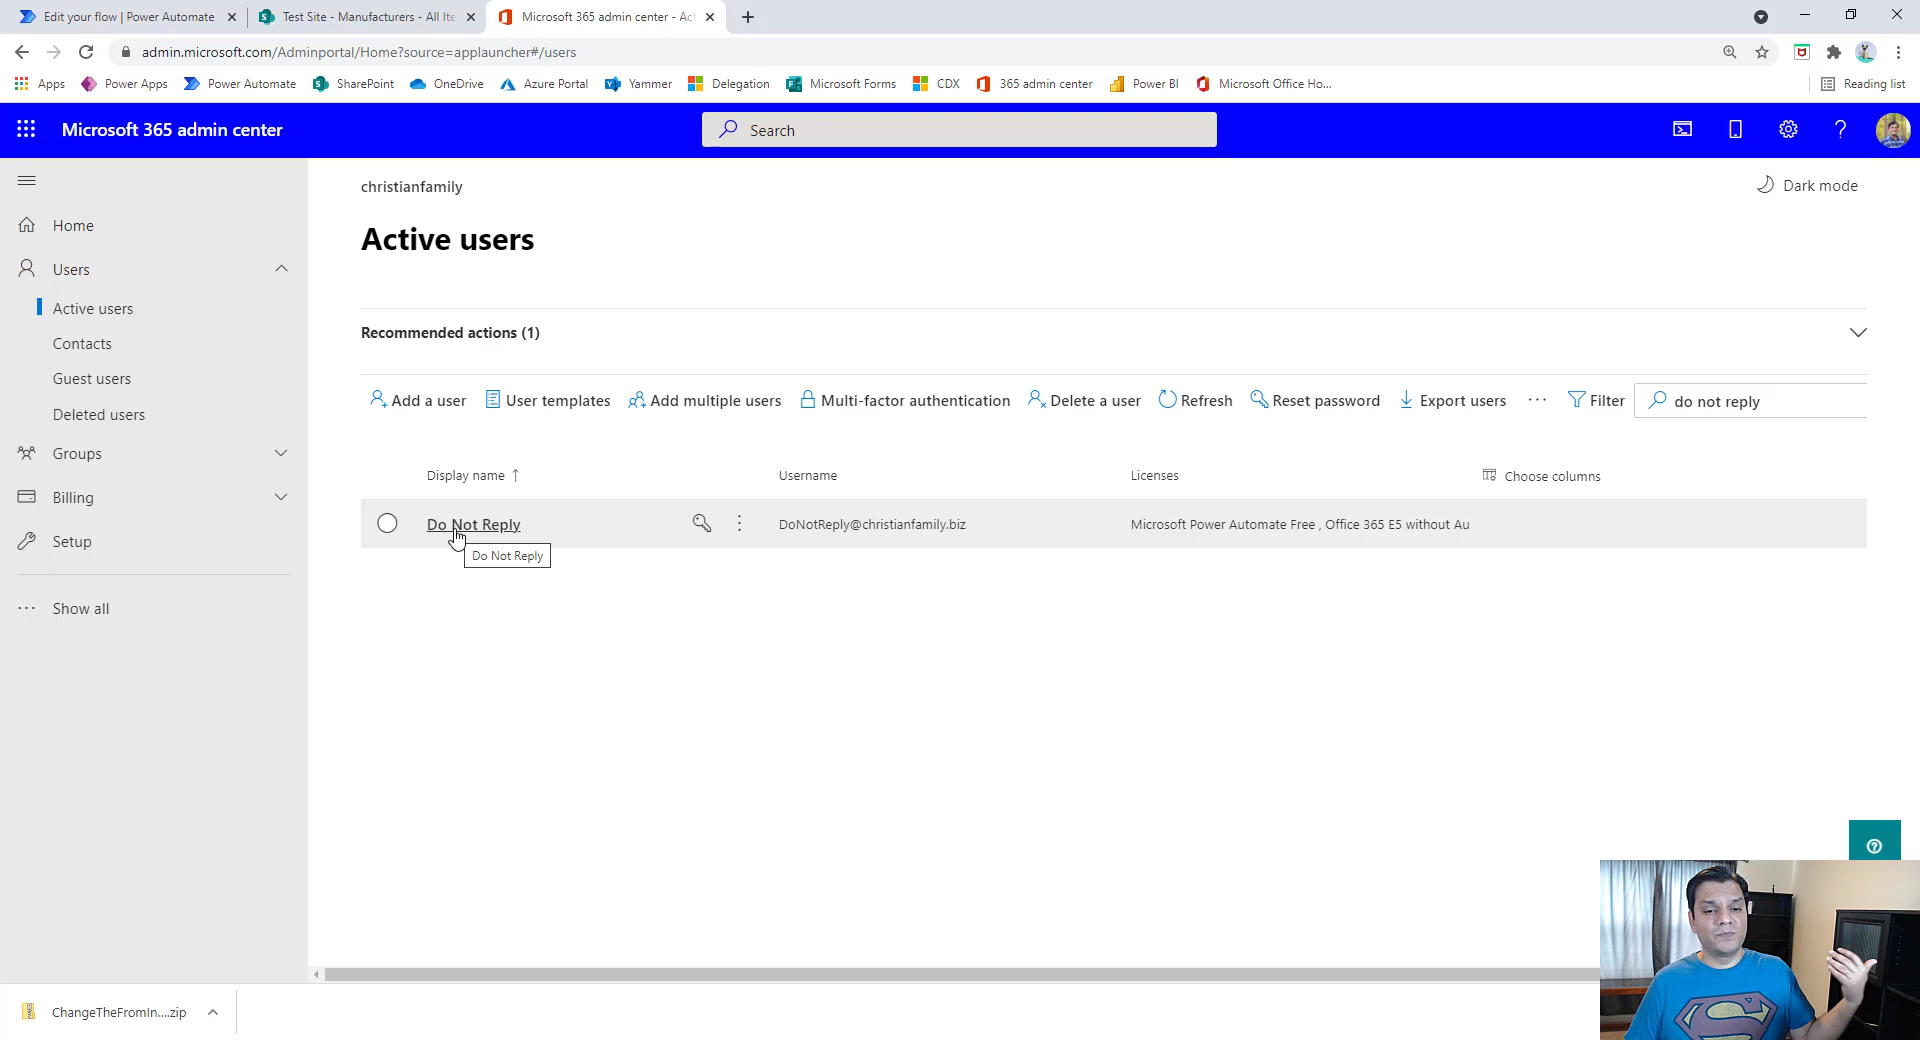 Edit your flow | Power Automate
Test Site - Manufacturers - All Ite
Microsoft 365 admin center - Act
admin.microsoft.com/Adminportal/Home?source=applauncher#/users
Apps
Power Apps
Power Automate
SharePoint
OneDrive
Azure Portal
Yammer
Delegation
Microsoft Forms
CDX
365 admin center
Power BI
Microsoft Office Ho...
Reading list
Microsoft 365 admin center
Search
christianfamily
Dark mode
Home
Users
Active users
Contacts
Guest users
Deleted users
Groups
Billing
Setup
Show all
Active users
Recommended actions (1)
Add a user
User templates
Add multiple users
Multi-factor authentication
Delete a user
Refresh
Reset password
Export users
Filter
do not reply
Display name ↑
Username
Licenses
Choose columns
Do Not Reply
DoNotReply@christianfamily.biz
Microsoft Power Automate Free , Office 365 E5 without Au
Do Not Reply
ChangeTheFromIn....zip